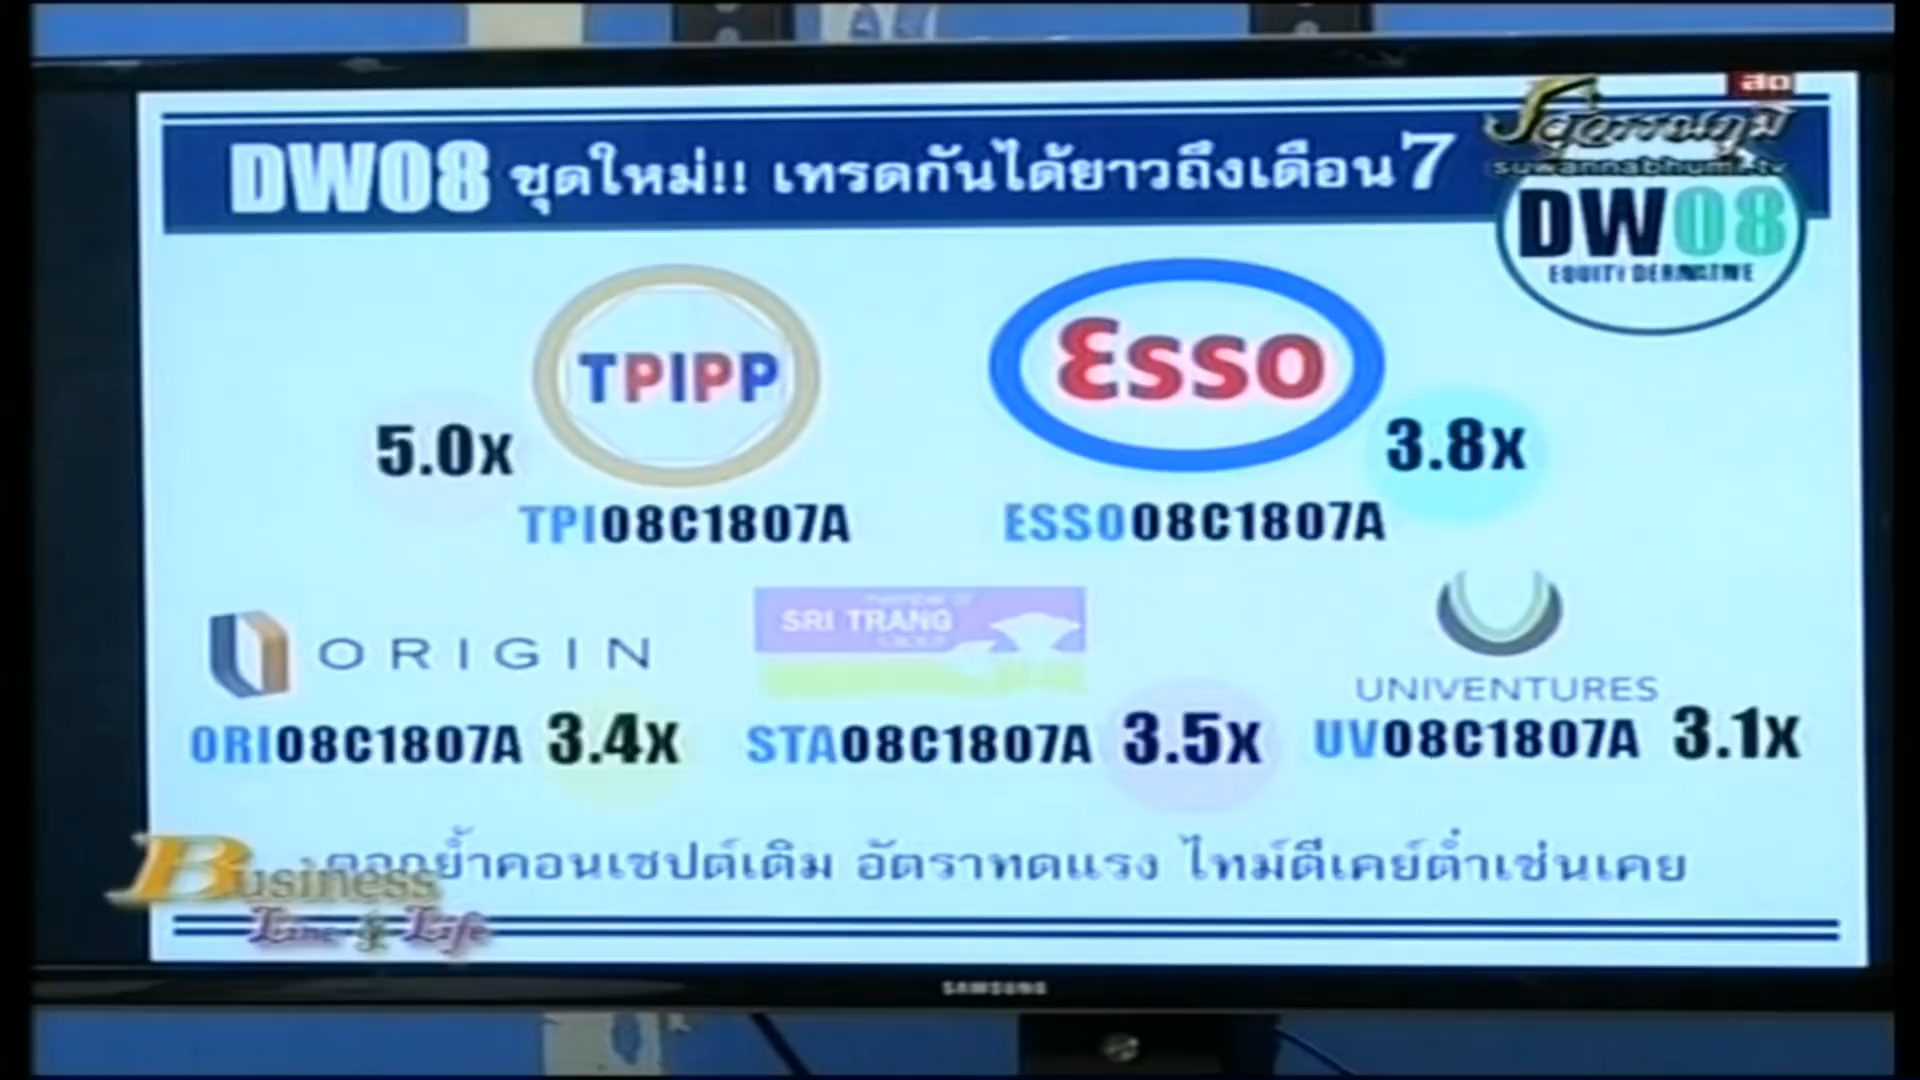 สด
สุวรรณภูมิ
suwannabhumi.tv
DW08 ชุดใหม่!! เทรดกันได้ยาวถึงเดือน 7
DW08
EQUITY DERIVATIVE
TPIPP
Esso
5.0x
3.8x
TPI08C1807A
ESSO08C1807A
ORIGIN
SRI TRANG
GROUP
UNIVENTURES
ORI08C1807A 3.4x
STA08C1807A 3.5x
UV08C1807A 3.1x
ตอกย้ำคอนเซปต์เดิม อัตราทดแรง ไทม์ดีเคย์ต่ำเช่นเคย
Business
Line & Life
SAMSUNG